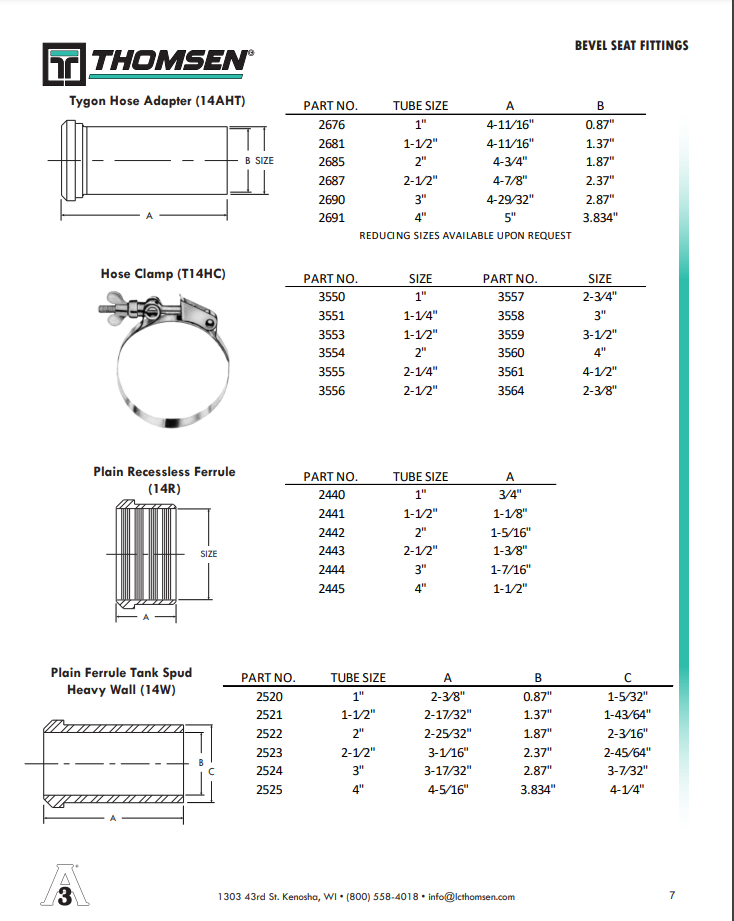 BEVEL SEAT FITTINGS
T THOMSEN®
Tygon Hose Adapter (14AHT)
B SIZE
A
PART NO. TUBE SIZE A B
2676 1" 4-11/16" 0.87"
2681 1-1/2" 4-11/16" 1.37"
2685 2" 4-3/4" 1.87"
2687 2-1/2" 4-7/8" 2.37"
2690 3" 4-29/32" 2.87"
2691 4" 5" 3.834"
REDUCING SIZES AVAILABLE UPON REQUEST
Hose Clamp (T14HC)
PART NO. SIZE PART NO. SIZE
3550 1" 3557 2-3/4"
3551 1-1/4" 3558 3"
3553 1-1/2" 3559 3-1/2"
3554 2" 3560 4"
3555 2-1/4" 3561 4-1/2"
3556 2-1/2" 3564 2-3/8"
Plain Recessless Ferrule
(14R)
SIZE
A
PART NO. TUBE SIZE A
2440 1" 3/4"
2441 1-1/2" 1-1/8"
2442 2" 1-5/16"
2443 2-1/2" 1-3/8"
2444 3" 1-7/16"
2445 4" 1-1/2"
Plain Ferrule Tank Spud
Heavy Wall (14W)
B
C
A
PART NO. TUBE SIZE A B C
2520 1" 2-3/8" 0.87" 1-5/32"
2521 1-1/2" 2-17/32" 1.37" 1-43/64"
2522 2" 2-25/32" 1.87" 2-3/16"
2523 2-1/2" 3-1/16" 2.37" 2-45/64"
2524 3" 3-17/32" 2.87" 3-7/32"
2525 4" 4-5/16" 3.834" 4-1/4"
A
3
1303 43rd St. Kenosha, WI • (800) 558-4018 • info@lcthomsen.com
7